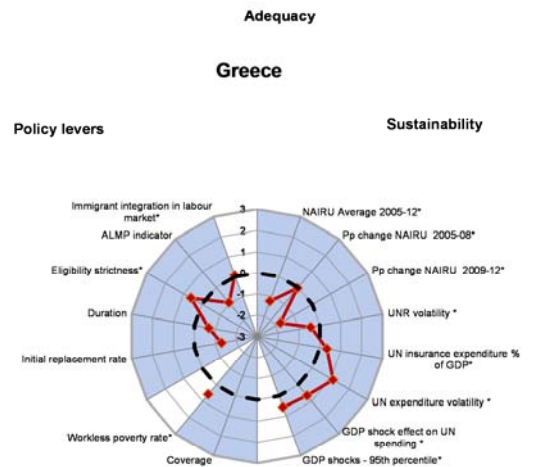 Adequacy
Greece
Policy levers
Sustainability
Immigrant integration in labour
market*
ALMP indicator
Eligibility strictness*
Duration
Initial replacement rate
Workless poverty rate*
Coverage
3
2
1
0
-1
-2
-3
NAIRU Average 2005-12*
Pp change NAIRU 2005-08*
Pp change NAIRU 2009-12*
UNR volatility *
UN insurance expenditure %
of GDP*
UN expenditure volatility *
GDP shock effect on UN
spending *
GDP shocks - 95th percentile*